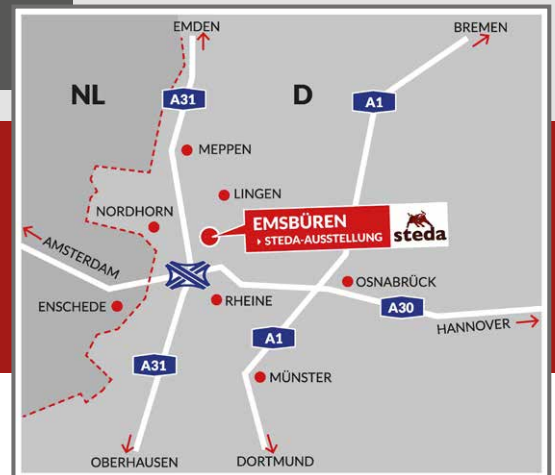 EMDEN
BREMEN
NL
D
A31
A1
MEPPEN
LINGEN
NORDHORN
EMSBÜREN
STEDA-AUSSTELLUNG
steda
AMSTERDAM
OSNABRÜCK
ENSCHEDE
RHEINE
A30
HANNOVER
A1
A31
MÜNSTER
OBERHAUSEN
DORTMUND